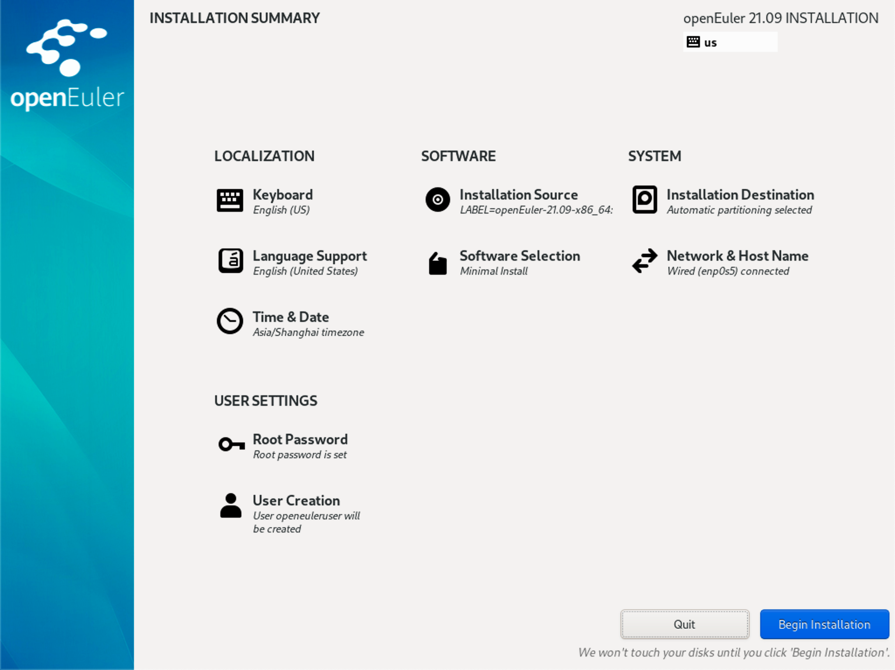 openEuler
INSTALLATION SUMMARY
openEuler 21.09 INSTALLATION
us
LOCALIZATION
Keyboard
English (US)
Language Support
English (United States)
Time & Date
Asia/Shanghai timezone
SOFTWARE
Installation Source
LABEL=openEuler-21.09-x86_64:
Software Selection
Minimal Install
SYSTEM
Installation Destination
Automatic partitioning selected
Network & Host Name
Wired (enp0s5) connected
USER SETTINGS
Root Password
Root password is set
User Creation
User openeuleruser will
be created
Quit
Begin Installation
We won't touch your disks until you click 'Begin Installation'.